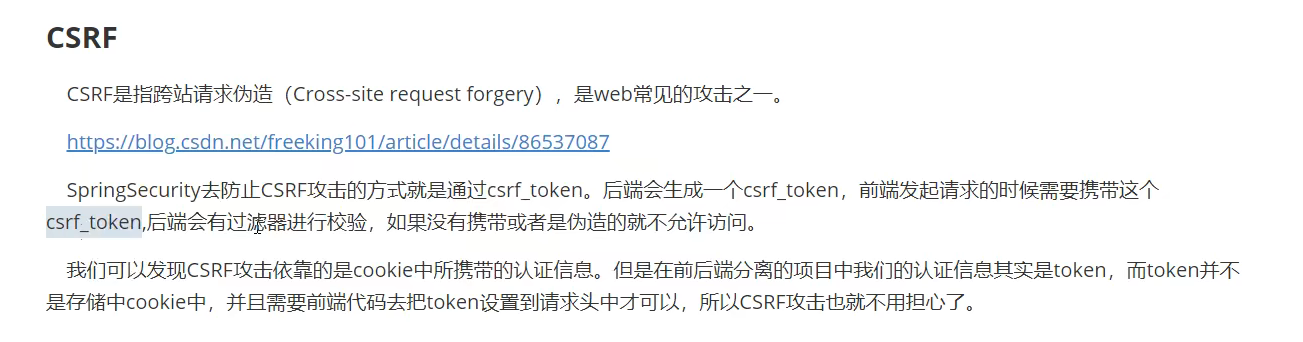 CSRF
CSRF是指跨站请求伪造（Cross-site request forgery），是web常见的攻击之一。
https://blog.csdn.net/freeking101/article/details/86537087
SpringSecurity去防止CSRF攻击的方式就是通过csrf_token。后端会生成一个csrf_token，前端发起请求的时候需要携带这个
csrf_token,后端会有过滤器进行校验，如果没有携带或者是伪造的就不允许访问。
我们可以发现CSRF攻击依靠的是cookie中所携带的认证信息。但是在前后端分离的项目中我们的认证信息其实是token，而token并不
是存储中cookie中，并且需要前端代码去把token设置到请求头中才可以，所以CSRF攻击也就不用担心了。